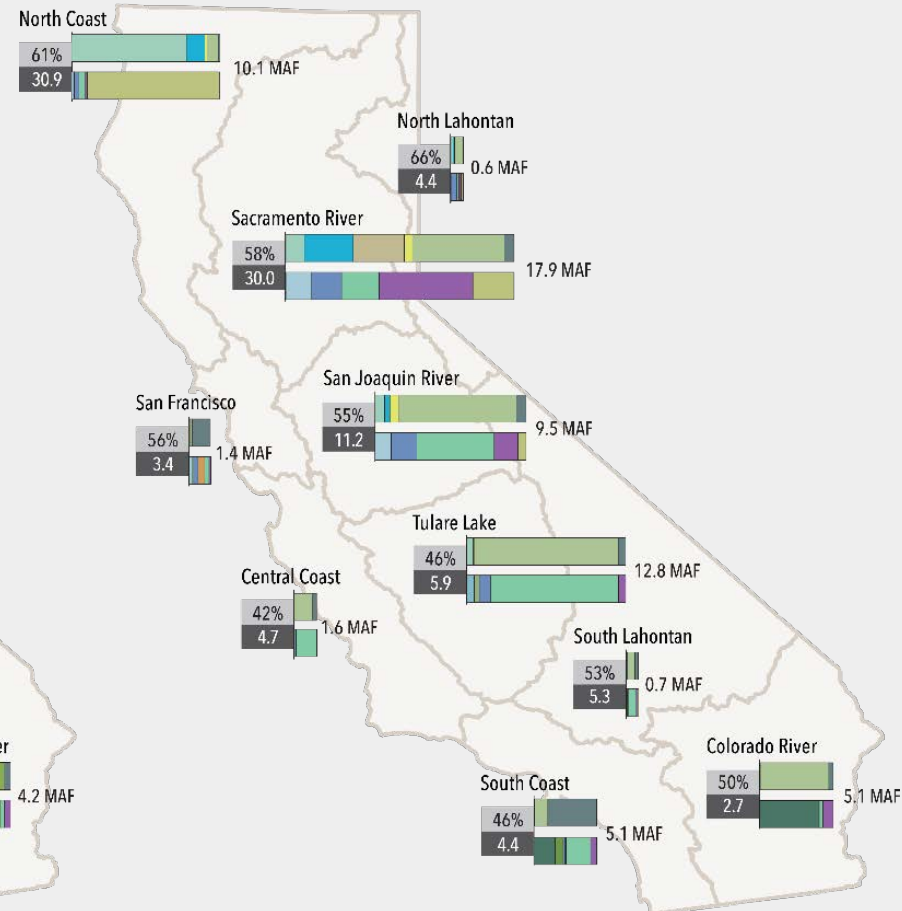 North Coast
61%
30.9
10.1 MAF
North Lahontan
66%
4.4
0.6 MAF
Sacramento River
58%
30.0
17.9 MAF
San Joaquin River
55%
11.2
9.5 MAF
San Francisco
56%
3.4
1.4 MAF
Tulare Lake
46%
5.9
12.8 MAF
Central Coast
42%
4.7
1.6 MAF
South Lahontan
53%
5.3
0.7 MAF
er
4.2 MAF
South Coast
46%
4.4
5.1 MAF
Colorado River
50%
2.7
5.1 MAF